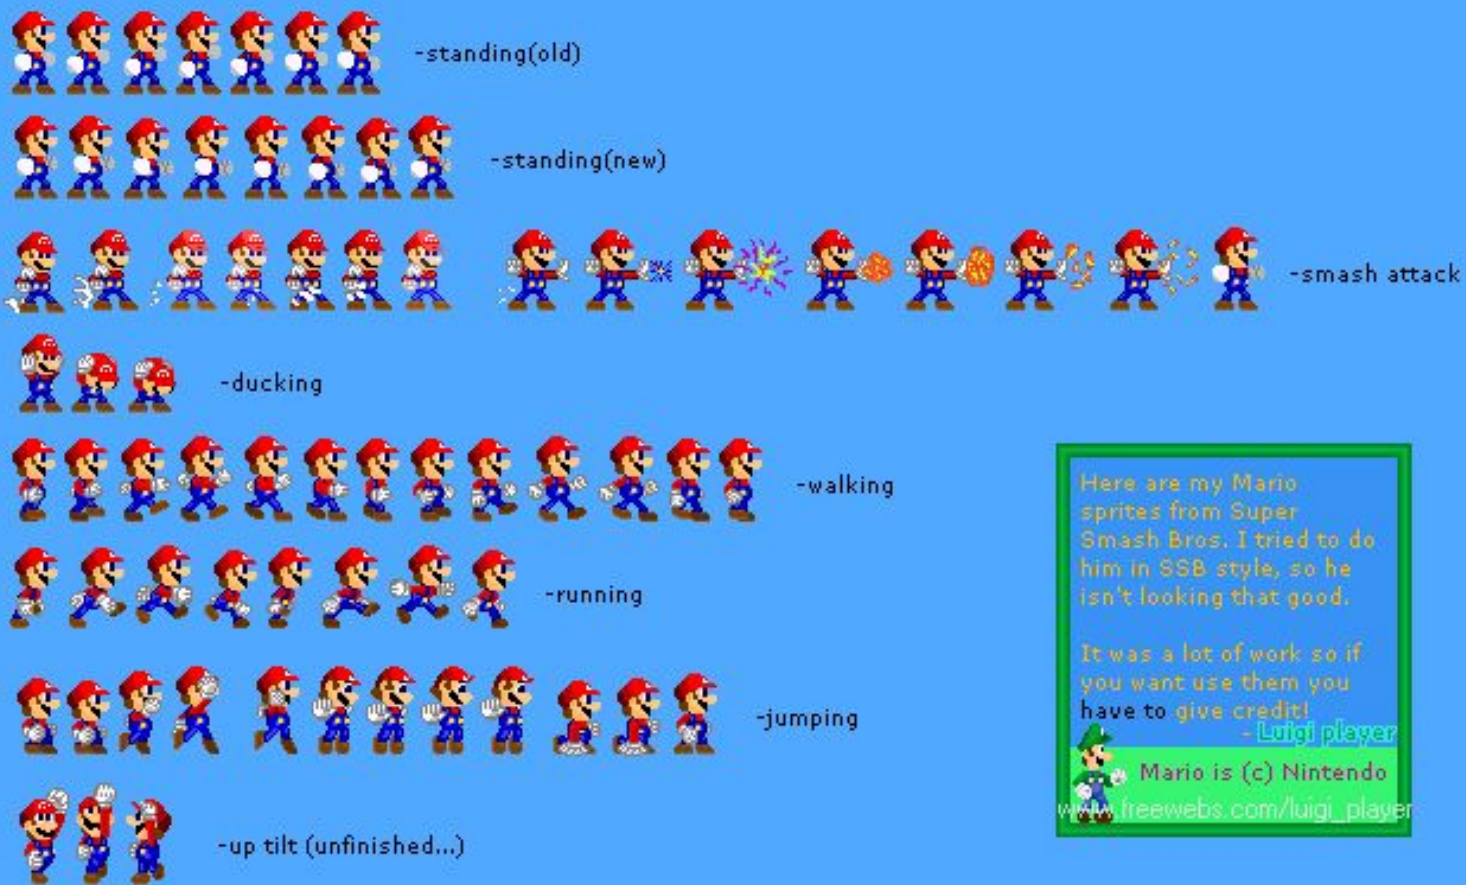 -standing(old)
-standing(new)
-smash attack
-ducking
-walking
Here are my Mario
sprites from Super
Smash Bros. I tried to do
him in SSB style, so he
isn't looking that good.
It was a lot of work so if
you want use them you
have to give credit!
- Luigi player
Mario is (c) Nintendo
www.freewebs.com/luigi_player
-running
-jumping
-up tilt (unfinished...)